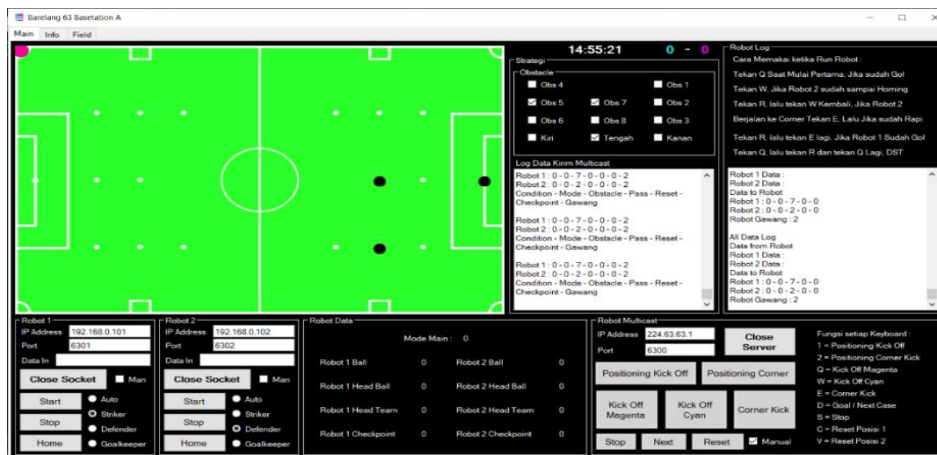 Barelang 63 Basetation A
Main Info Field
14:55:21 0 - 0
Strategi
Obstacle
Obs 4 Obs 1
Obs 5 Obs 7 Obs 2
Obs 6 Obs 8 Obs 3
Kiri Tengah Kanan
Log Data Kirim Multicast
Robot 1 : 0 - 0 - 7 - 0 - 0 - 0 - 2
Robot 2 : 0 - 0 - 2 - 0 - 0 - 0 - 2
Condition - Mode - Obstacle - Pass - Reset -
Checkpoint - Gawang
Robot 1 : 0 - 0 - 7 - 0 - 0 - 0 - 2
Robot 2 : 0 - 0 - 2 - 0 - 0 - 0 - 2
Condition - Mode - Obstacle - Pass - Reset -
Checkpoint - Gawang
Robot 1 : 0 - 0 - 7 - 0 - 0 - 0 - 2
Robot 2 : 0 - 0 - 2 - 0 - 0 - 0 - 2
Condition - Mode - Obstacle - Pass - Reset -
Checkpoint - Gawang
Robot Log
Cara Memakai ketika Run Robot :
Tekan Q Saat Mulai Pertama, Jika sudah Gol
Tekan W, Jika Robot 2 sudah sampai Homing
Tekan R, lalu tekan W Kembali, Jika Robot 2
Berjalan ke Corner Tekan E, Lalu Jika sudah Rapi
Tekan R, lalu tekan E lagi. Jika Robot 1 Sudah Gol
Tekan Q, lalu tekan R dan tekan Q Lagi, DST
Robot 1 Data :
Robot 2 Data :
Data to Robot
Robot 1 : 0 - 0 - 7 - 0 - 0
Robot 2 : 0 - 0 - 2 - 0 - 0
Robot Gawang : 2
All Data Log
Data from Robot
Robot 1 Data :
Robot 2 Data :
Data to Robot
Robot 1 : 0 - 0 - 7 - 0 - 0
Robot 2 : 0 - 0 - 2 - 0 - 0
Robot Gawang : 2
Robot 1
IP Address 192.168.0.101
Port 6301
Data In
Close Socket Man
Start Auto
Striker
Stop
Defender
Home Goalkeeper
Robot 2
IP Address 192.168.0.102
Port 6302
Data In
Close Socket Man
Start Auto
Striker
Stop
Defender
Home Goalkeeper
Robot Data
Mode Main : 0
Robot 1 Ball 0 Robot 2 Ball 0
Robot 1 Head Ball 0 Robot 2 Head Ball 0
Robot 1 Head Team 0 Robot 2 Head Team 0
Robot 1 Checkpoint 0 Robot 2 Checkpoint 0
Robot Multicast
IP Address 224.63.63.1
Port 6300
Close
Server
Positioning Kick Off Positioning Corner
Kick Off
Magenta
Kick Off
Cyan
Corner Kick
Stop Next Reset Manual
Fungsi setiap Keyboard :
1 = Positioning Kick Off
2 = Positioning Corner Kick
Q = Kick Off Magenta
W = Kick Off Cyan
E = Corner Kick
D = Goal / Next Case
S = Stop
C = Reset Posisi 1
V = Reset Posisi 2